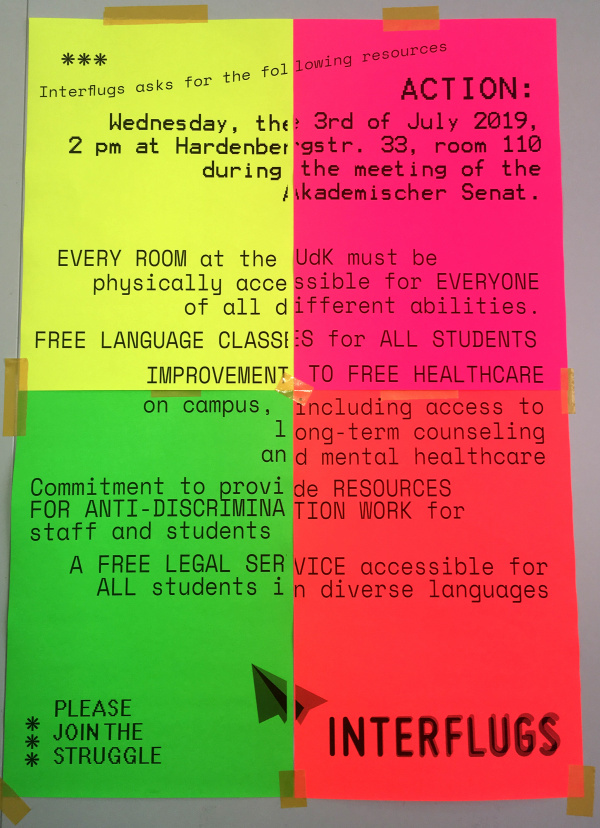 ***
Interflugs asks for the following resources
ACTION:
Wednesday, the 3rd of July 2019,
2 pm at Hardenbergstr. 33, room 110
during the meeting of the
Akademischer Senat.
EVERY ROOM at the UdK must be
physically accessible for EVERYONE
of all different abilities.
FREE LANGUAGE CLASSES for ALL STUDENTS
IMPROVEMENT TO FREE HEALTHCARE
on campus, including access to
long-term counseling
and mental healthcare
Commitment to provide RESOURCES
FOR ANTI-DISCRIMINATION WORK for
staff and students
A FREE LEGAL SERVICE accessible for
ALL students in diverse languages
* PLEASE
* JOIN THE
* STRUGGLE
INTERFLUGS